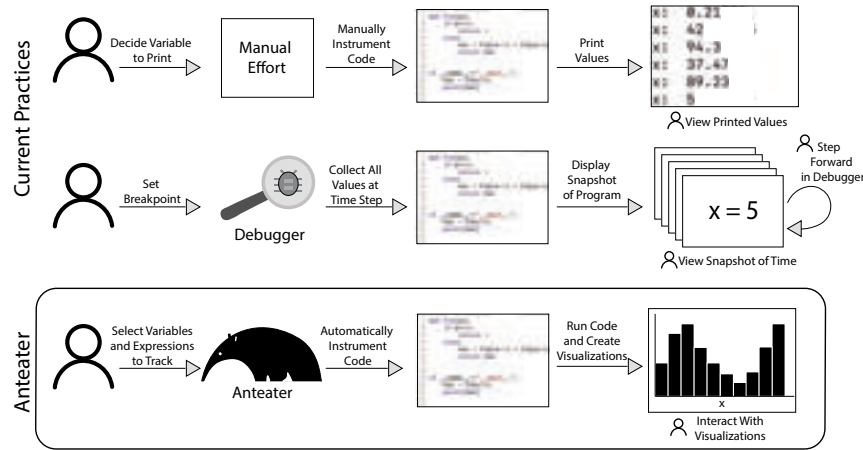 Current Practices
Decide Variable
to Print
Manual
Effort
Manually
Instrument
Code
Print
Values
x: 0.21
x: 42
x: 94.3
x: 37.47
x: 89.23
x: 5
View Printed Values
Set
Breakpoint
Debugger
Collect All
Values at
Time Step
Display
Snapshot
of Program
x = 5
Step
Forward
in Debugger
View Snapshot of Time
Anteater
Select Variables
and Expressions
to Track
Anteater
Automatically
Instrument
Code
Run Code
and Create
Visualizations
x
Interact With
Visualizations